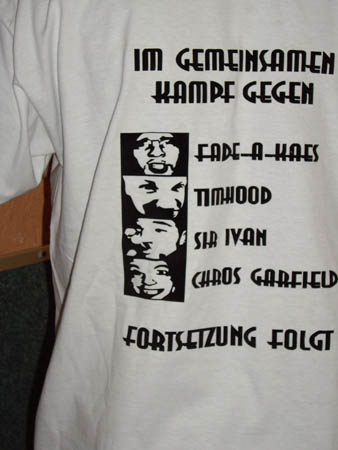 IM GEMEINSAMEN
KAMPF GEGEN
FADE-A-KAES
TIMHOOD
SIR IVAN
CHROS GARFIELD
FORTSETZUNG FOLGT